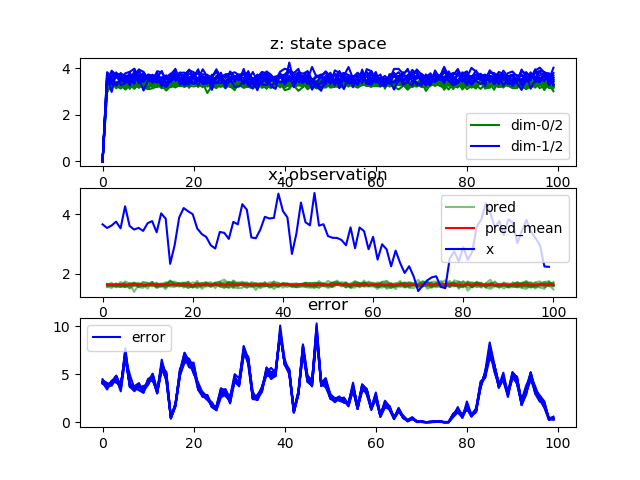 z: state space
4
2
0
dim-0/2
dim-1/2
0 20 40 60 80 100
x: observation
4
2
pred
pred_mean
x
0 20 40 60 80 100
error
10
5
0
error
0 20 40 60 80 100